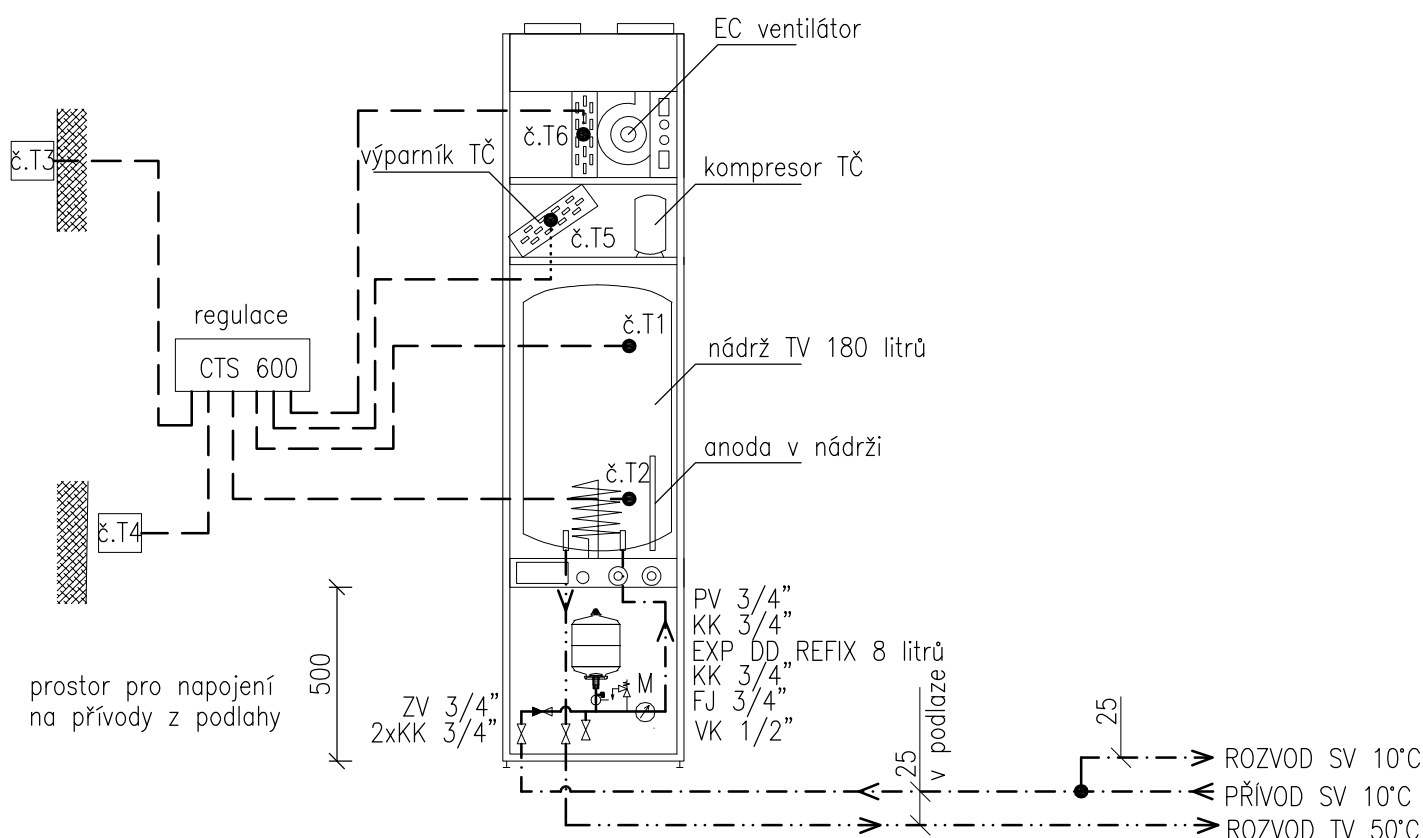 EC ventilátor
č.T6
č.T3
výparník TČ
kompresor TČ
č.T5
regulace
č.T1
CTS 600
nádrž TV 180 litrů
anoda v nádrži
č.T2
č.T4
PV 3/4"
KK 3/4"
EXP DD REFIX 8 litrů
KK 3/4"
FJ 3/4"
VK 1/2"
M
500
prostor pro napojení
na přívody z podlahy
ZV 3/4"
2xKK 3/4"
25
v podlaze
25
ROZVOD SV 10°C
PŘÍVOD SV 10°C
ROZVOD TV 50°C